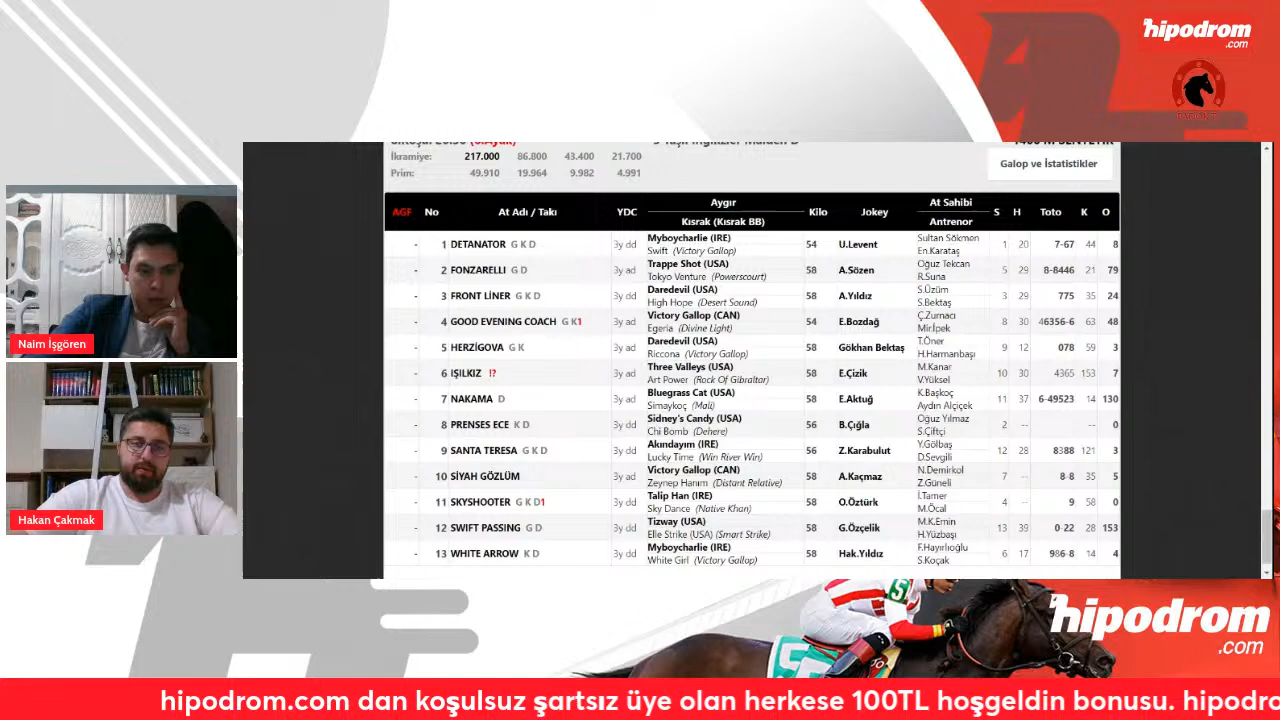 hipodrom
.com
Galop ve İstatistikler
İkramiye: 217.000 86.800 43.400 21.700
Prim: 49.910 19.964 9.982 4.991
AGF No At Adı / Takı YDC Aygır Kısrak (Kısrak BB) Kilo Jokey At Sahibi Antrenor S H Toto K O
- 1 DETANATOR G K D 3y dd Myboycharlie (IRE) Swift (Victory Gallop) 54 U.Levent Sultan Sökmen En.Karataş 1 20 7-67 44 8
- 2 FONZARELLI G D 3y ad Trappe Shot (USA) Tokyo Venture (Powerscourt) 58 A.Sözen Oğuz Tekcan R.Suna 5 29 8-8446 21 79
- 3 FRONT LİNER G K D 3y dd Daredevil (USA) High Hope (Desert Sound) 58 A.Yıldız S.Üzüm S.Bektaş 3 29 775 35 24
- 4 GOOD EVENING COACH G K1 3y ad Victory Gallop (CAN) Egeria (Divine Light) 54 E.Bozdağ Ç.Zurnacı Mir.İpek 8 30 46356-6 63 48
- 5 HERZİGOVA G K 3y ad Daredevil (USA) Riccona (Victory Gallop) 58 Gökhan Bektaş T.Öner H.Harmanbaşı 9 12 078 59 3
- 6 IŞILKIZ !? 3y ad Three Valleys (USA) Art Power (Rock Of Gibraltar) 58 E.Çizik M.Kanar V.Yüksel 10 30 4365 153 7
- 7 NAKAMA D 3y ad Bluegrass Cat (USA) Simaykoç (Mali) 58 E.Aktuğ K.Başkoç Aydın Alçiçek 11 37 6-49523 14 130
- 8 PRENSES ECE K D 3y dd Sidney's Candy (USA) Chi Bomb (Dehere) 56 B.Çığla Oğuz Yılmaz S.Çiftçi 2 -- -- 0
- 9 SANTA TERESA G K D 3y dd Akındayım (IRE) Lucky Time (Win River Win) 56 Z.Karabulut Y.Gölbaş D.Sevgili 12 28 8388 121 3
- 10 SİYAH GÖZLÜM 3y ad Victory Gallop (CAN) Zeynep Hanım (Distant Relative) 58 A.Kaçmaz N.Demirkol Z.Güneli 7 -- 8-8 35 5
- 11 SKYSHOOTER G K D1 3y dd Talip Han (IRE) Sky Dance (Native Khan) 58 O.Öztürk İ.Tamer M.Öcal 4 -- 9 58 0
- 12 SWIFT PASSING G D 3y dd Tizway (USA) Elle Strike (USA) (Smart Strike) 58 G.Özçelik M.K.Emin H.Yüzbaşı 13 39 0-22 28 153
- 13 WHITE ARROW K D 3y dd Myboycharlie (IRE) White Girl (Victory Gallop) 58 Hak.Yıldız F.Hayırlıoğlu S.Koçak 6 17 986-8 14 4
Naim İşgören
Hakan Çakmak
hipodrom
.com
hipodrom.com dan koşulsuz şartsız üye olan herkese 100TL hoşgeldin bonusu. hipodro